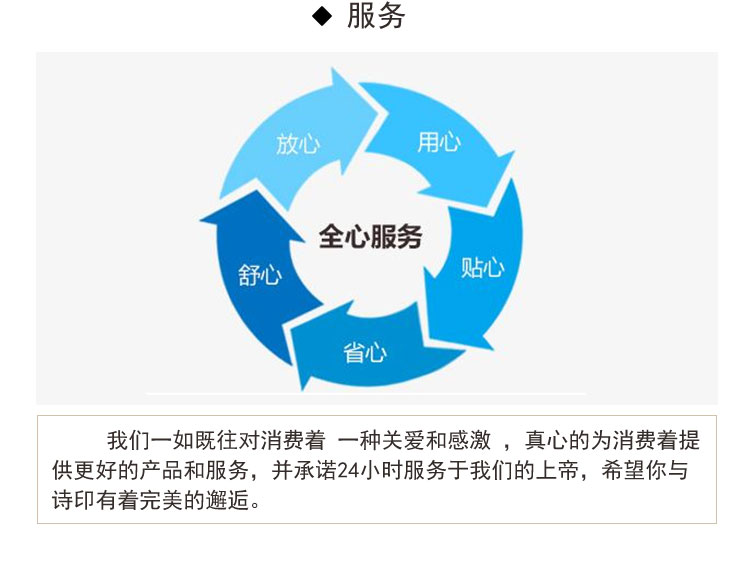 ◆ 服务
放心
用心
全心服务
舒心
贴心
省心
我们一如既往对消费着 一种关爱和感激 ，真心的为消费着提
供更好的产品和服务，并承诺24小时服务于我们的上帝，希望你与
诗印有着完美的邂逅。